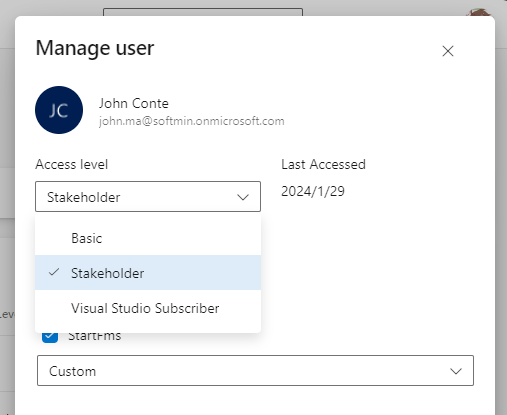 Manage user
JC
John Conte
john.ma@softmin.onmicrosoft.com
Access level
Last Accessed
Stakeholder
2024/1/29
Basic
Stakeholder
Visual Studio Subscriber
StartFms
Custom